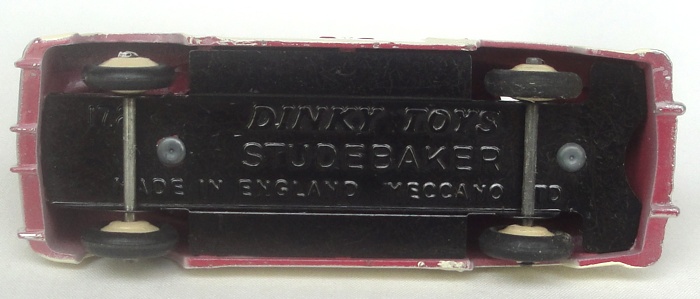 DINKY TOYS
STUDEBAKER
MADE IN ENGLAND MECCANO LTD